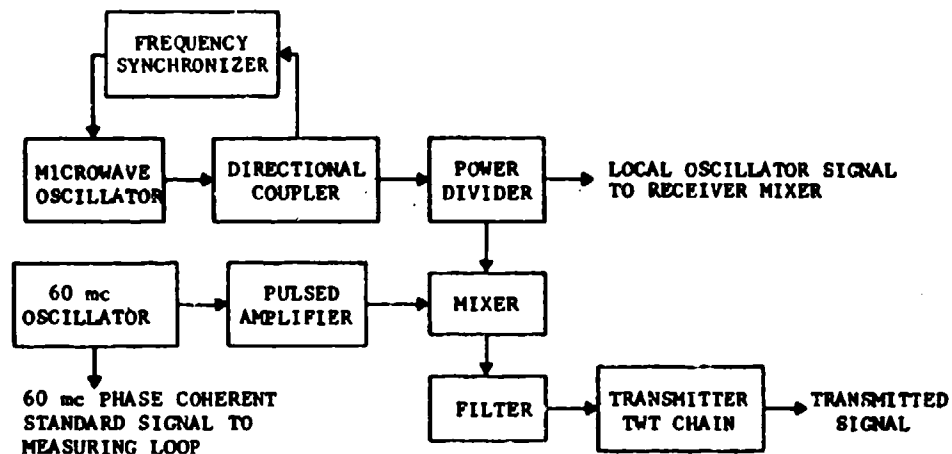 FREQUENCY
SYNCHRONIZER
MICROWAVE
OSCILLATOR
DIRECTIONAL
COUPLER
POWER
DIVIDER
LOCAL OSCILLATOR SIGNAL
TO RECEIVER MIXER
60 mc
OSCILLATOR
PULSED
AMPLIFIER
MIXER
60 mc PHASE COHERENT
STANDARD SIGNAL TO
MEASURING LOOP
FILTER
TRANSMITTER
TWT CHAIN
TRANSMITTED
SIGNAL